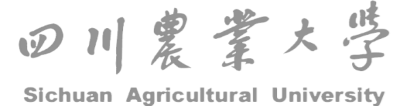 四川農業大學
Sichuan Agricultural University